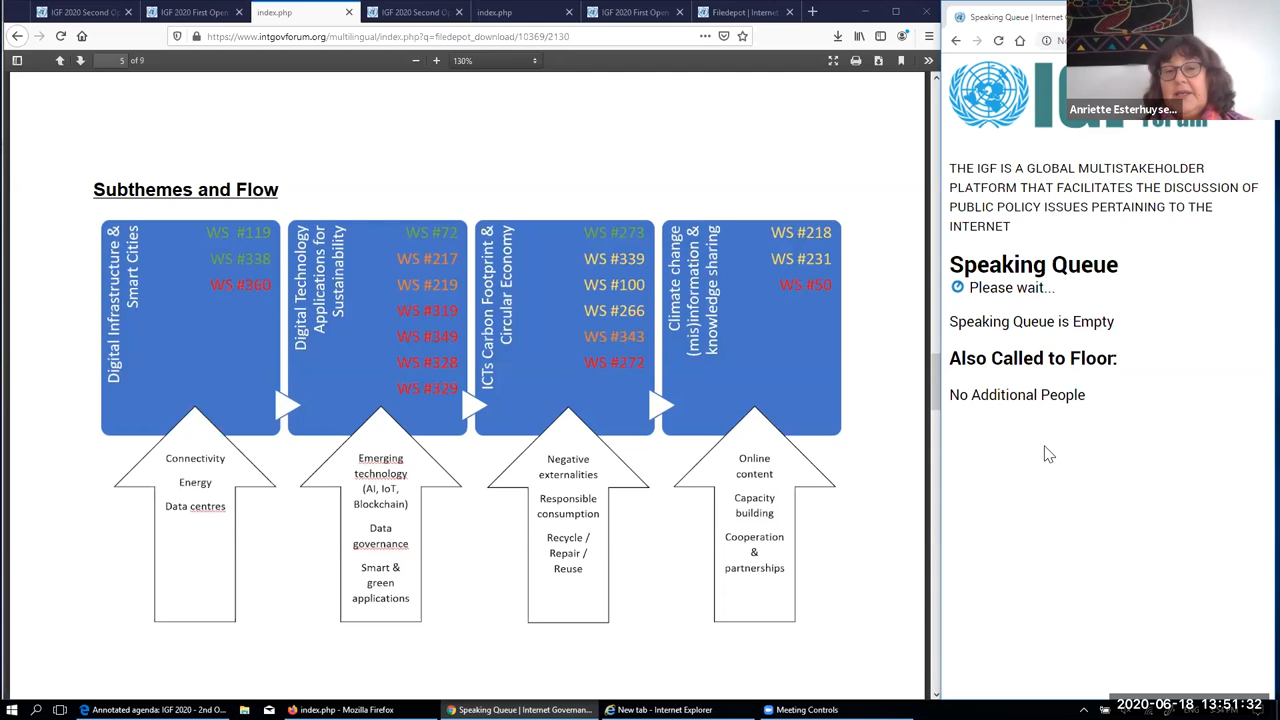 IGF 2020 Second Op
IGF 2020 First Open
index.php
IGF 2020 Second O
index.php
IGF 2020 First Open
Filedepot | Internet
Speaking Queue | Internet G
https://www.intgovforum.org/multilingual/index.php?q=filedepot_download/10369/2130
5 of 9
130%
Anriette Esterhuyse...
THE IGF IS A GLOBAL MULTISTAKEHOLDER
PLATFORM THAT FACILITATES THE DISCUSSION OF
PUBLIC POLICY ISSUES PERTAINING TO THE
INTERNET
Speaking Queue
Please wait...
Speaking Queue is Empty
Also Called to Floor:
No Additional People
Subthemes and Flow
Digital Infrastructure &
Smart Cities
WS #119
WS #338
WS #360
Digital Technology
Applications for
Sustainability
WS #72
WS #217
WS #219
WS #319
WS #349
WS #328
WS #329
ICTs Carbon Footprint &
Circular Economy
WS #273
WS #339
WS #100
WS #266
WS #343
WS #372
Climate change
(mis)information &
knowledge sharing
WS #218
WS #231
WS #50
Connectivity
Energy
Data centres
Emerging
technology
(AI, IoT,
Blockchain)
Data
governance
Smart &
green
applications
Negative
externalities
Responsible
consumption
Recycle /
Repair /
Reuse
Online
content
Capacity
building
Cooperation
&
partnerships
Annotated agenda: IGF 2020 - 2nd O...
index.php - Mozilla Firefox
Speaking Queue | Internet Governan...
New tab - Internet Explorer
Meeting Controls
2020-06-18 13:51:32